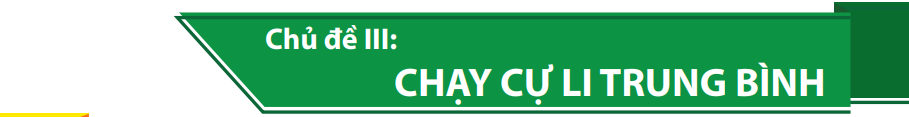 Chủ đề III:
CHẠY CỰ LI TRUNG BÌNH